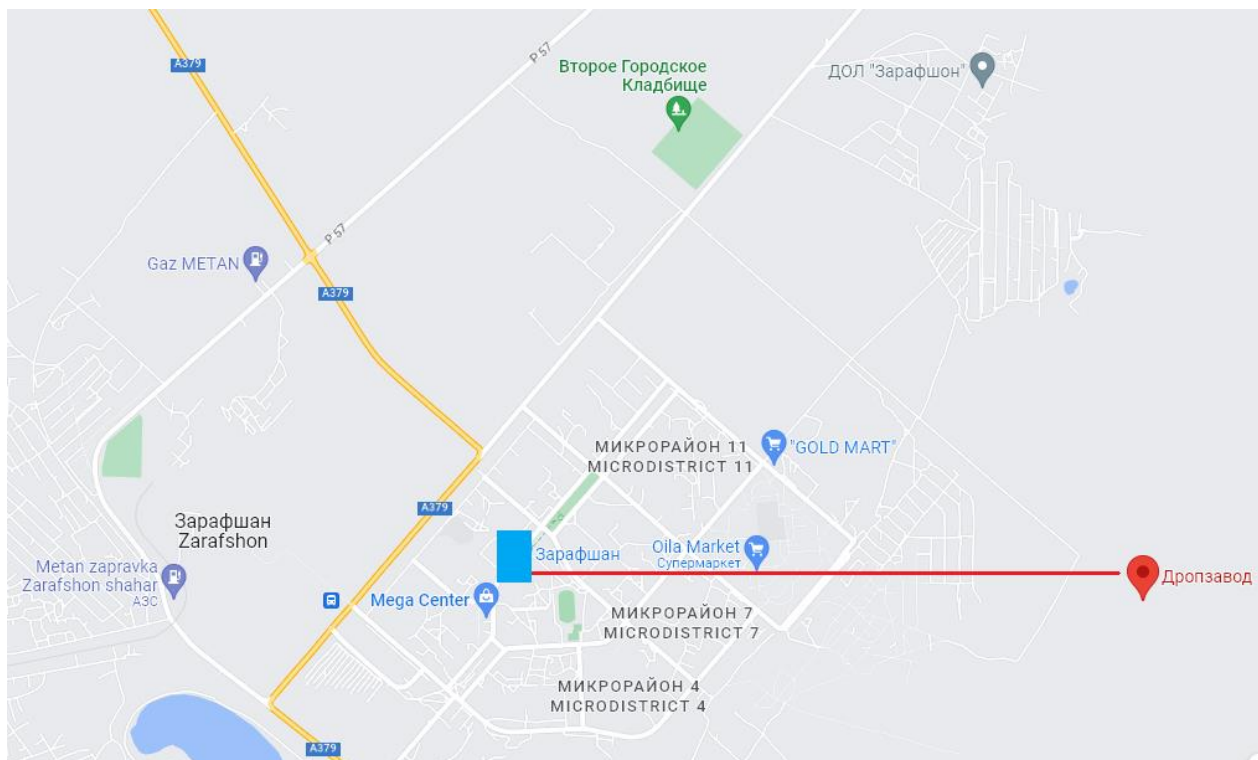 A379
P 57
Второе Городское
Кладбище
ДОЛ "Зарафшон"
P 57
Gaz METAN
A379
МИКРОРАЙОН 11
MICRODISTRICT 11
"GOLD MART"
A379
Зарафшан
Zarafshon
Зарафшан
Oila Market
Супермаркет
Metan zapravka
Zarafshon shahar
АЗС
Дропзавод
Mega Center
МИКРОРАЙОН 7
MICRODISTRICT 7
МИКРОРАЙОН 4
MICRODISTRICT 4
A379